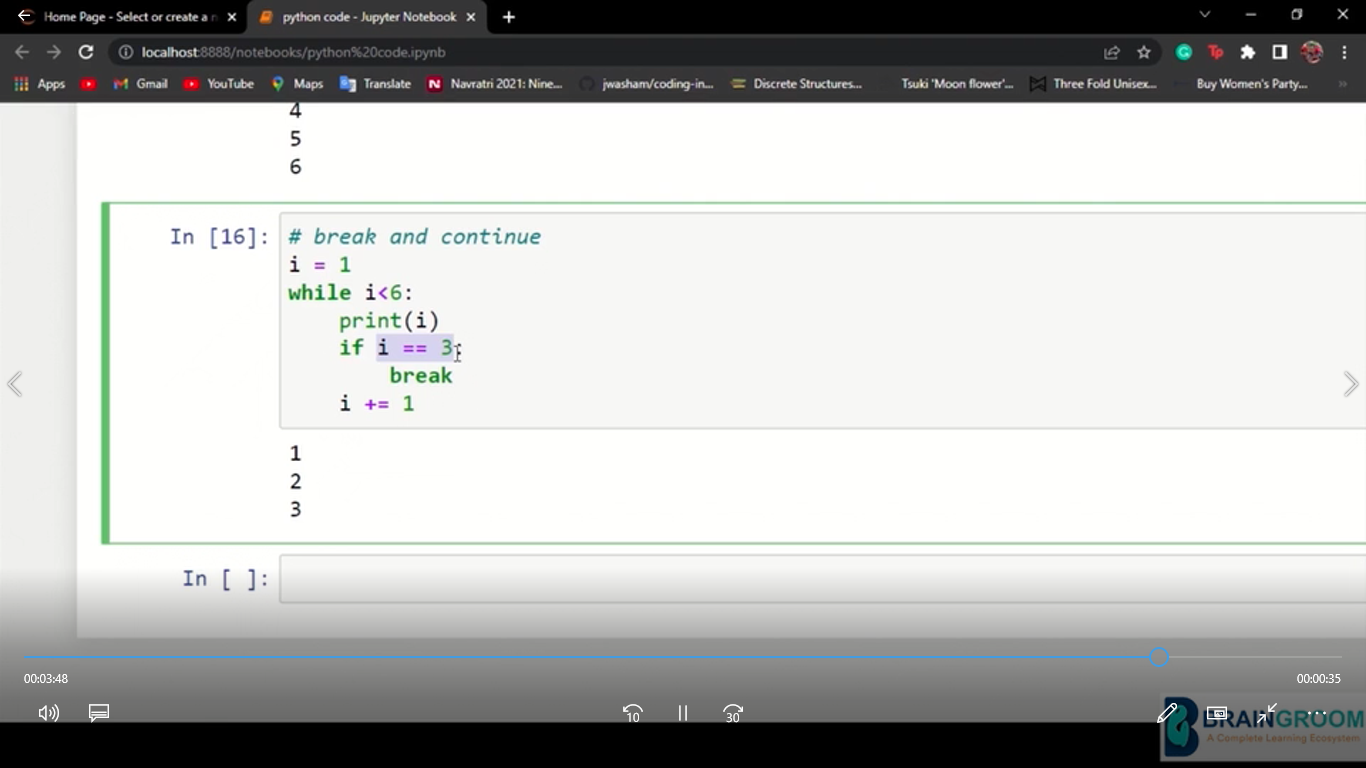 Home Page - Select or create a n
python code - Jupyter Notebook
localhost:8888/notebooks/python%20code.ipynb
Apps
Gmail
YouTube
Maps
Translate
N
Navratri 2021: Nine...
jwasham/coding-in...
Discrete Structures...
Tsuki 'Moon flower'...
Three Fold Unisex...
Buy Women's Party...
4
5
6
In [16]:
# break and continue
i = 1
while i<6:
    print(i)
    if i == 3:
        break
    i += 1
1
2
3
In [ ]:
00:03:48
00:00:35
10
30
BRAINGROOM
A Complete Learning Ecosystem